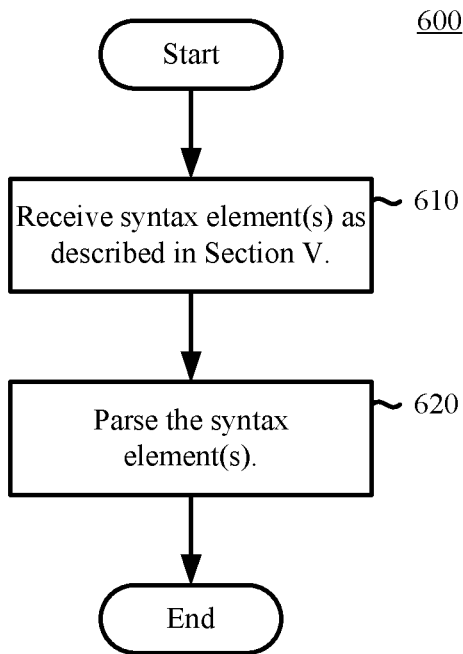 600
Start
Receive syntax element(s) as
described in Section V.
610
Parse the syntax
element(s).
620
End